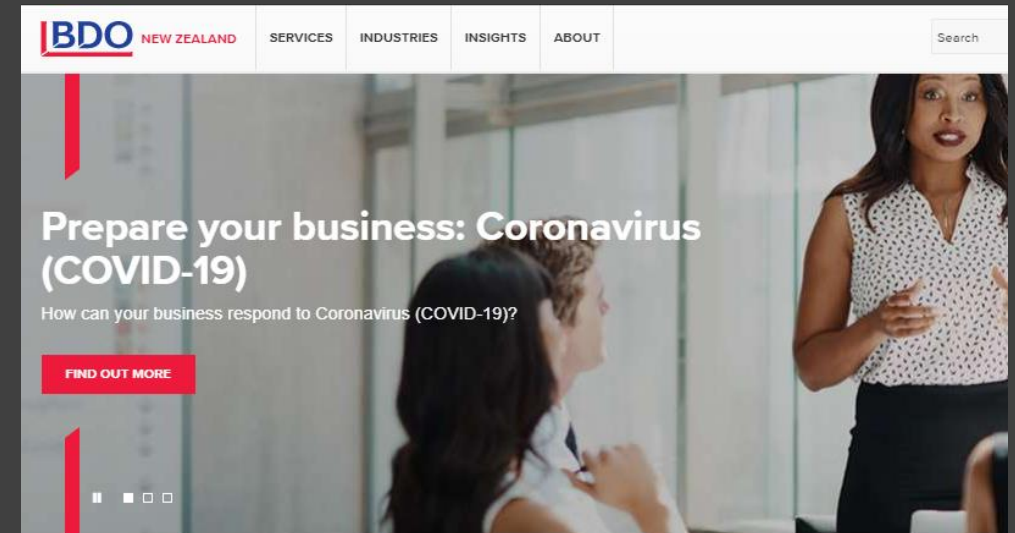 BDO NEW ZEALAND SERVICES INDUSTRIES INSIGHTS ABOUT Search
Prepare your business: Coronavirus
(COVID-19)
How can your business respond to Coronavirus (COVID-19)?
FIND OUT MORE